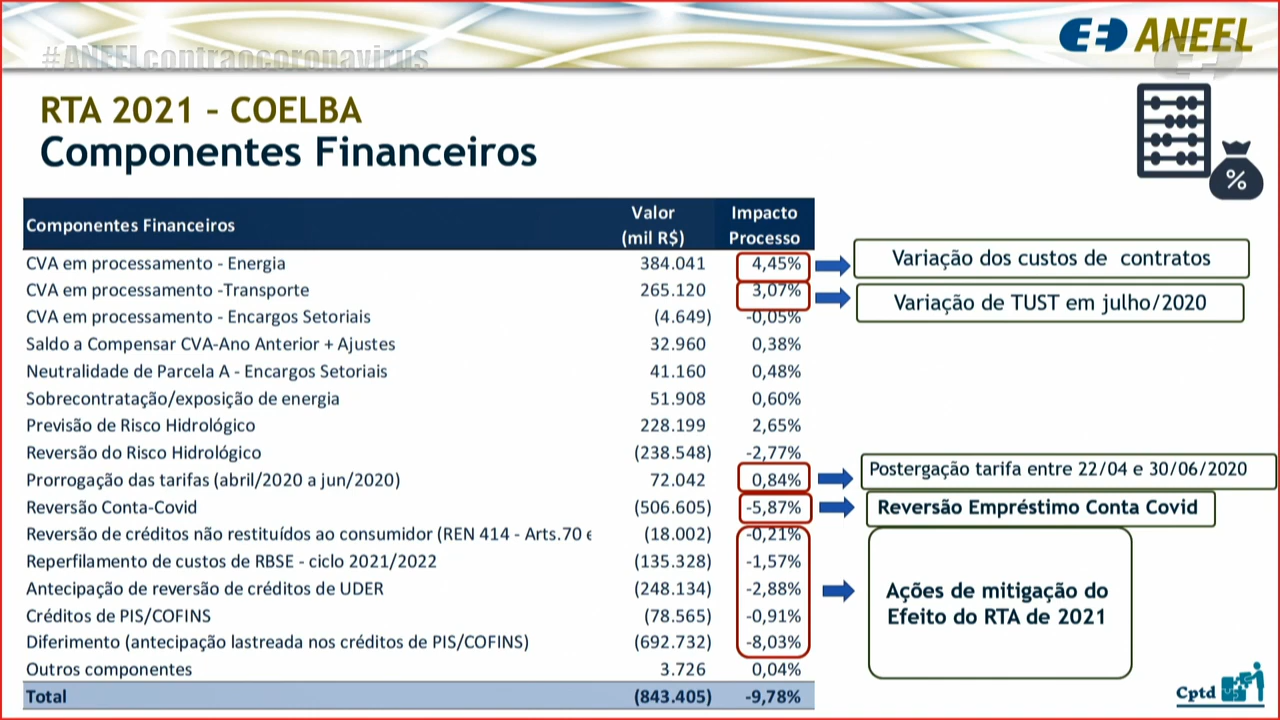 #ANEELcontraocoronavirus
ANEEL
RTA 2021 – COELBA
Componentes Financeiros
%
Componentes Financeiros Valor (mil R$) Impacto Processo
CVA em processamento - Energia 384.041 4,45% Variação dos custos de contratos
CVA em processamento -Transporte 265.120 3,07% Variação de TUST em julho/2020
CVA em processamento - Encargos Setoriais (4.649) -0,05%
Saldo a Compensar CVA-Ano Anterior + Ajustes 32.960 0,38%
Neutralidade de Parcela A - Encargos Setoriais 41.160 0,48%
Sobrecontratação/exposição de energia 51.908 0,60%
Previsão de Risco Hidrológico 228.199 2,65%
Reversão do Risco Hidrológico (238.548) -2,77%
Prorrogação das tarifas (abril/2020 a jun/2020) 72.042 0,84% Postergação tarifa entre 22/04 e 30/06/2020
Reversão Conta-Covid (506.605) -5,87% Reversão Empréstimo Conta Covid
Reversão de créditos não restituídos ao consumidor (REN 414 - Arts.70 e (18.002) -0,21%
Reperfilamento de custos de RBSE - ciclo 2021/2022 (135.328) -1,57%
Antecipação de reversão de créditos de UDER (248.134) -2,88% Ações de mitigação do
Créditos de PIS/COFINS (78.565) -0,91% Efeito do RTA de 2021
Diferimento (antecipação lastreada nos créditos de PIS/COFINS) (692.732) -8,03%
Outros componentes 3.726 0,04%
Total (843.405) -9,78%
Cptd